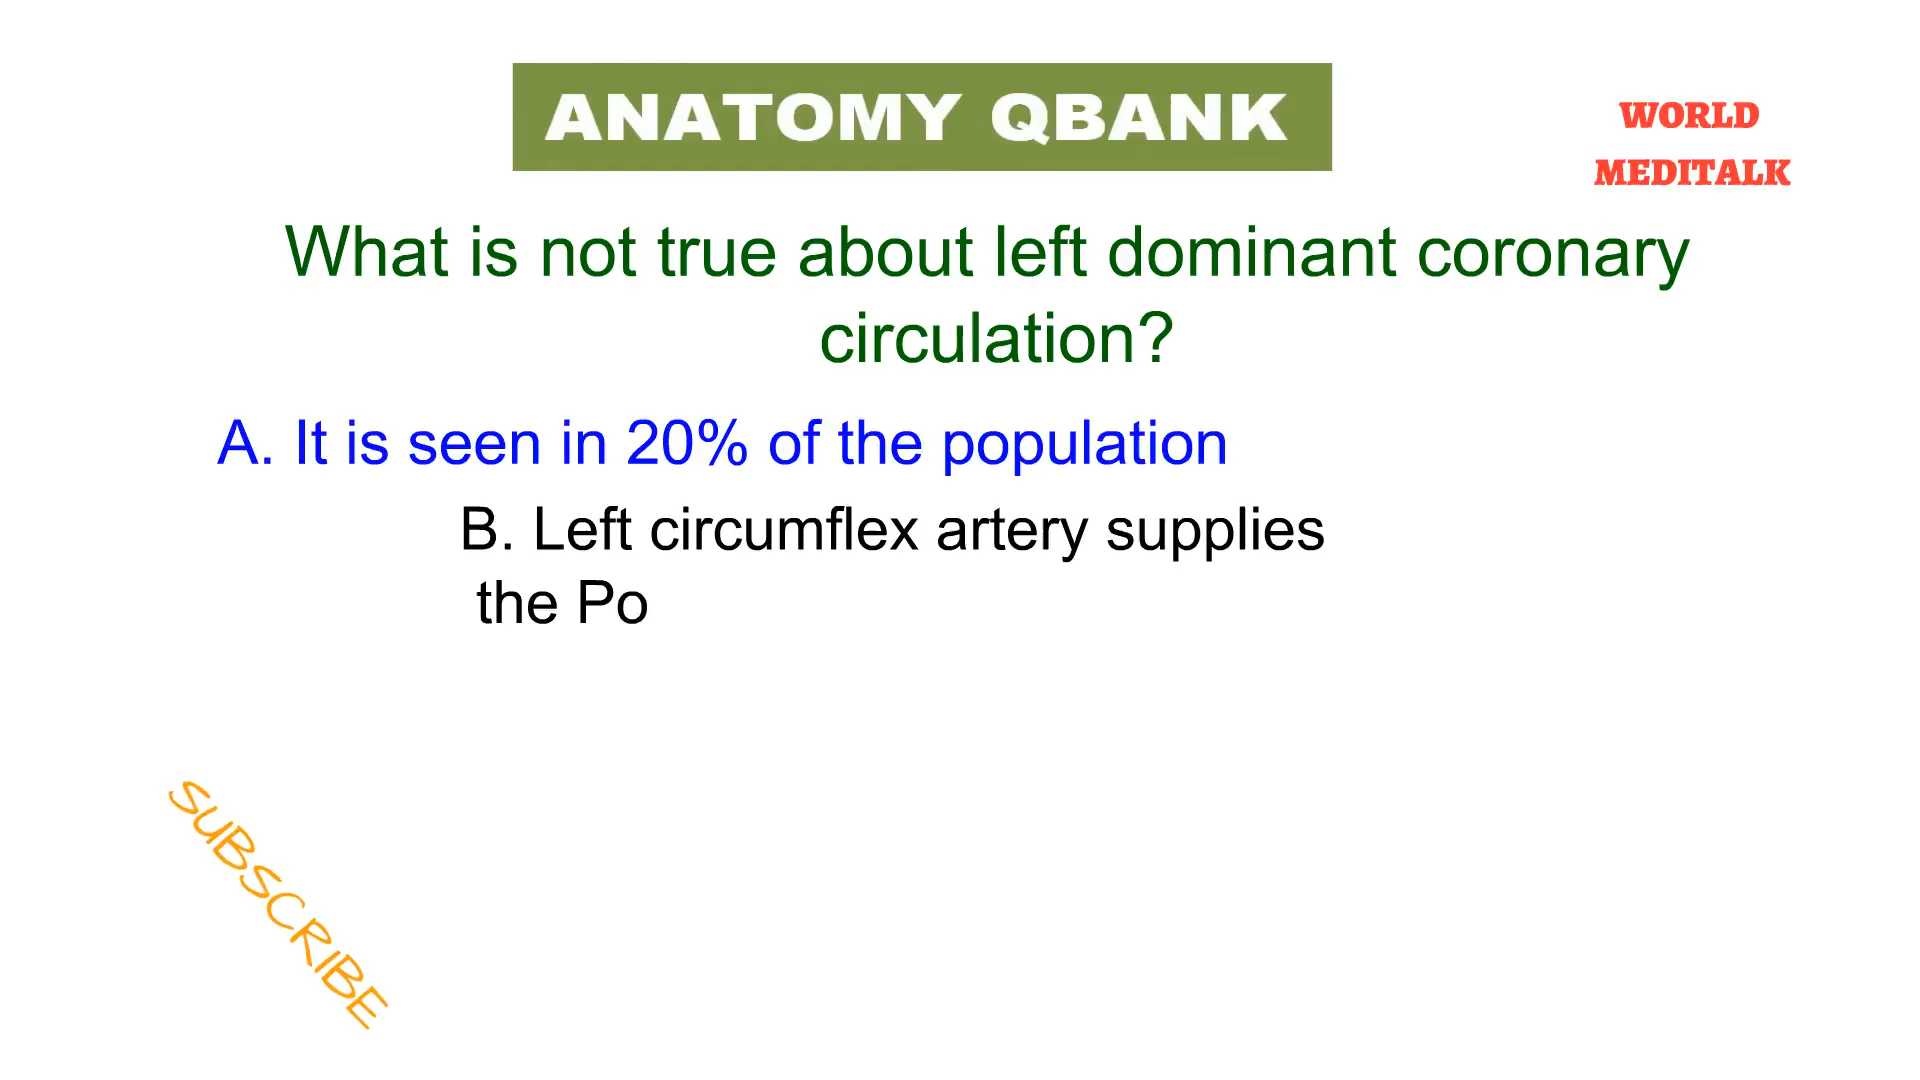 ANATOMY QBANK
WORLD
MEDITALK
What is not true about left dominant coronary
circulation?
A. It is seen in 20% of the population
B. Left circumflex artery supplies
the Po
SUBSCRIBE